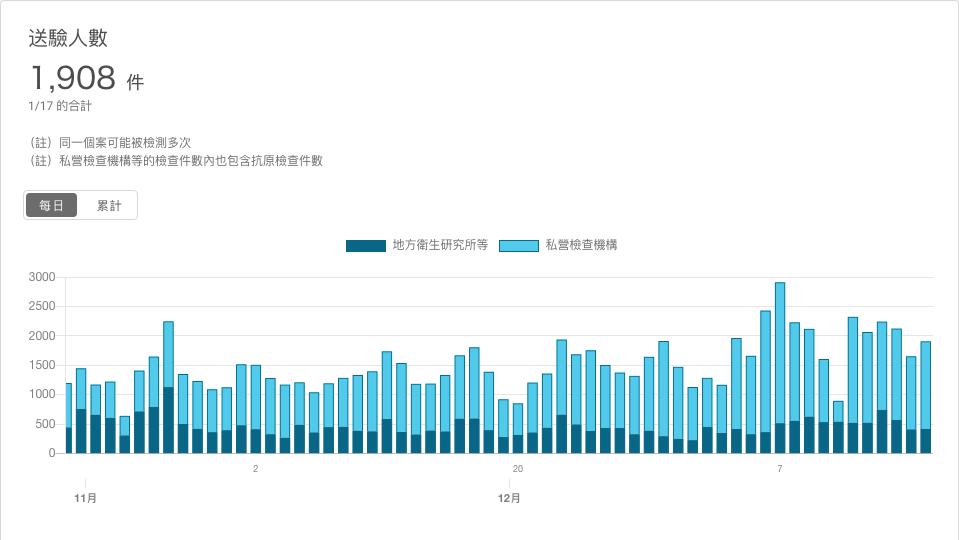 送驗人數
1,908 件
1/17 的合計
（註）同一個案可能被檢測多次
（註）私營檢查機構等的檢查件數內也包含抗原檢查件數
每日 累計
地方衛生研究所等 私營檢查機構
3000
2500
2000
1500
1000
500
0
2 20 7
11月 12月